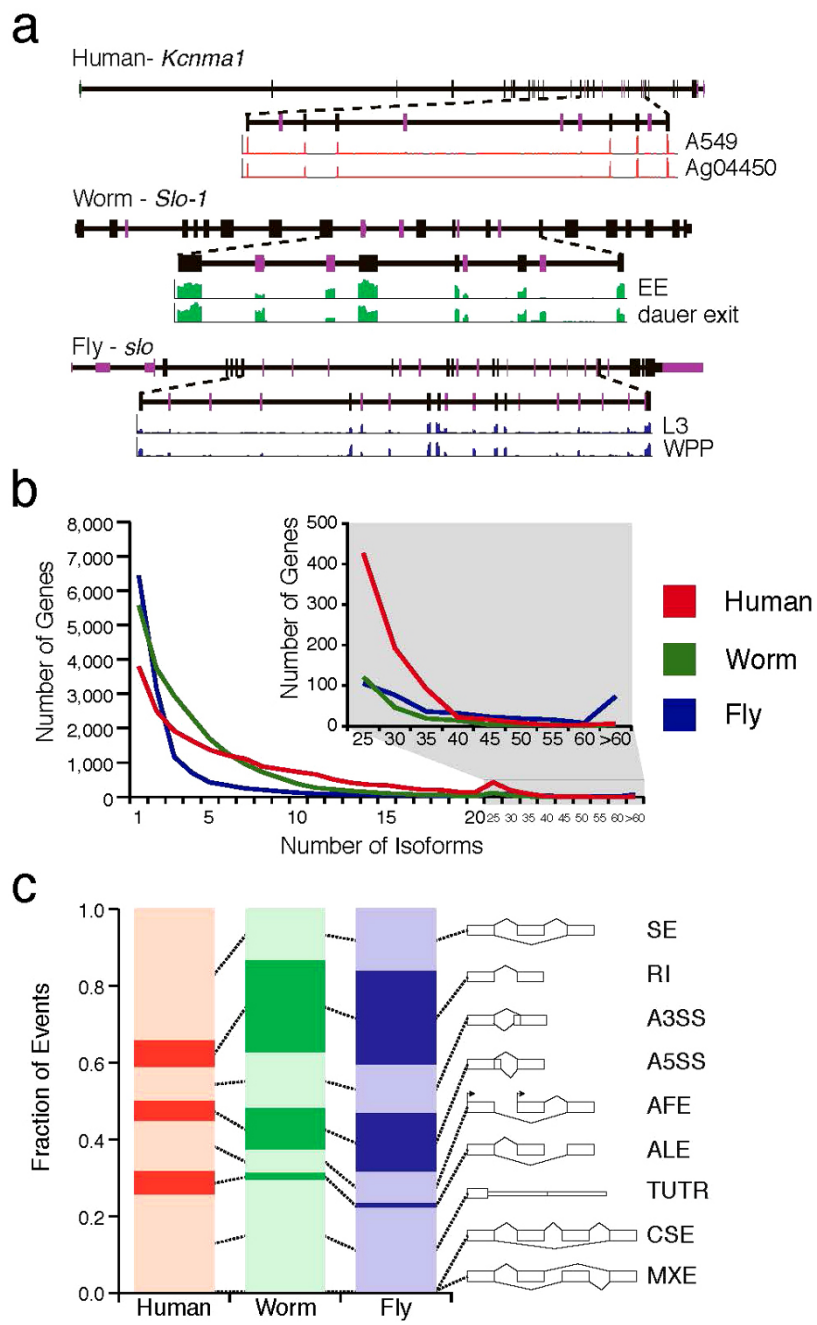 a
Human- Kcnma1
A549
Ag04450
Worm - Slo-1
EE
dauer exit
Fly - slo
L3
WPP
b
Number of Genes
8,000
7,000
6,000
5,000
4,000
3,000
2,000
1,000
0
1
5
10
15
20
25
30
35
40
45
50
55
60
>60
Number of Isoforms
Number of Genes
500
400
300
200
100
0
25
30
35
40
45
50
55
60
>60
Human
Worm
Fly
c
Fraction of Events
1.0
0.8
0.6
0.4
0.2
0.0
Human
Worm
Fly
SE
RI
A3SS
A5SS
AFE
ALE
TUTR
CSE
MXE